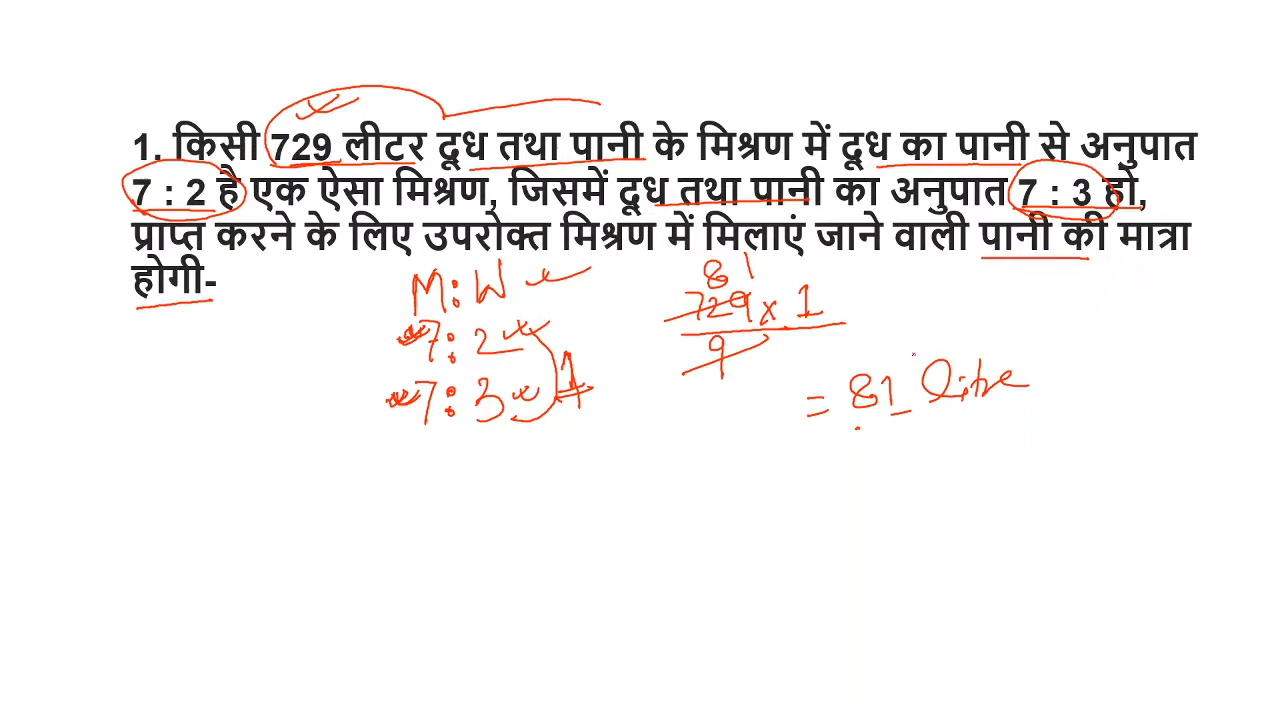 1. किसी 729 लीटर दूध तथा पानी के मिश्रण में दूध का पानी से अनुपात
7 : 2 है एक ऐसा मिश्रण, जिसमें दूध तथा पानी का अनुपात 7 : 3 हो,
प्राप्त करने के लिए उपरोक्त मिश्रण में मिलाएं जाने वाली पानी की मात्रा
होगी-
M : W
7 : 2
7 : 3
1
81
729 x 1
9
= 81 litre